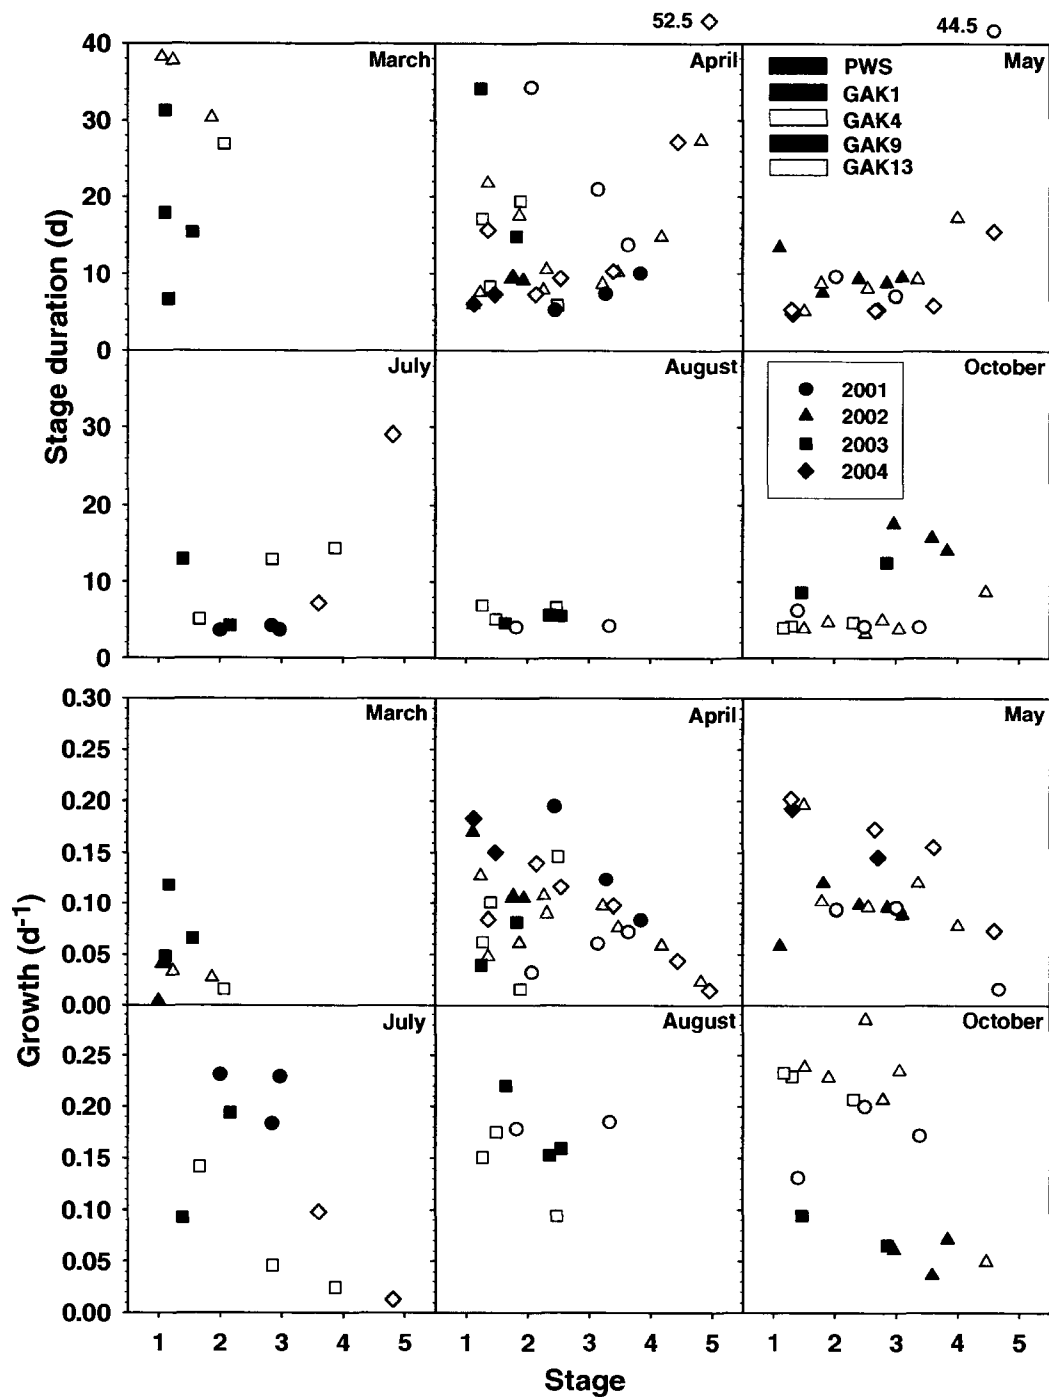 52.5
44.5
40
30
20
10
0
March
April
May
PWS
GAK1
GAK4
GAK9
GAK13
Stage duration (d)
July
August
October
2001
2002
2003
2004
30
20
10
0
0.30
0.25
0.20
0.15
0.10
0.05
0.00
March
April
May
Growth (d-1)
July
August
October
0.25
0.20
0.15
0.10
0.05
0.00
1 2 3 4 5
1 2 3 4 5
1 2 3 4 5
Stage